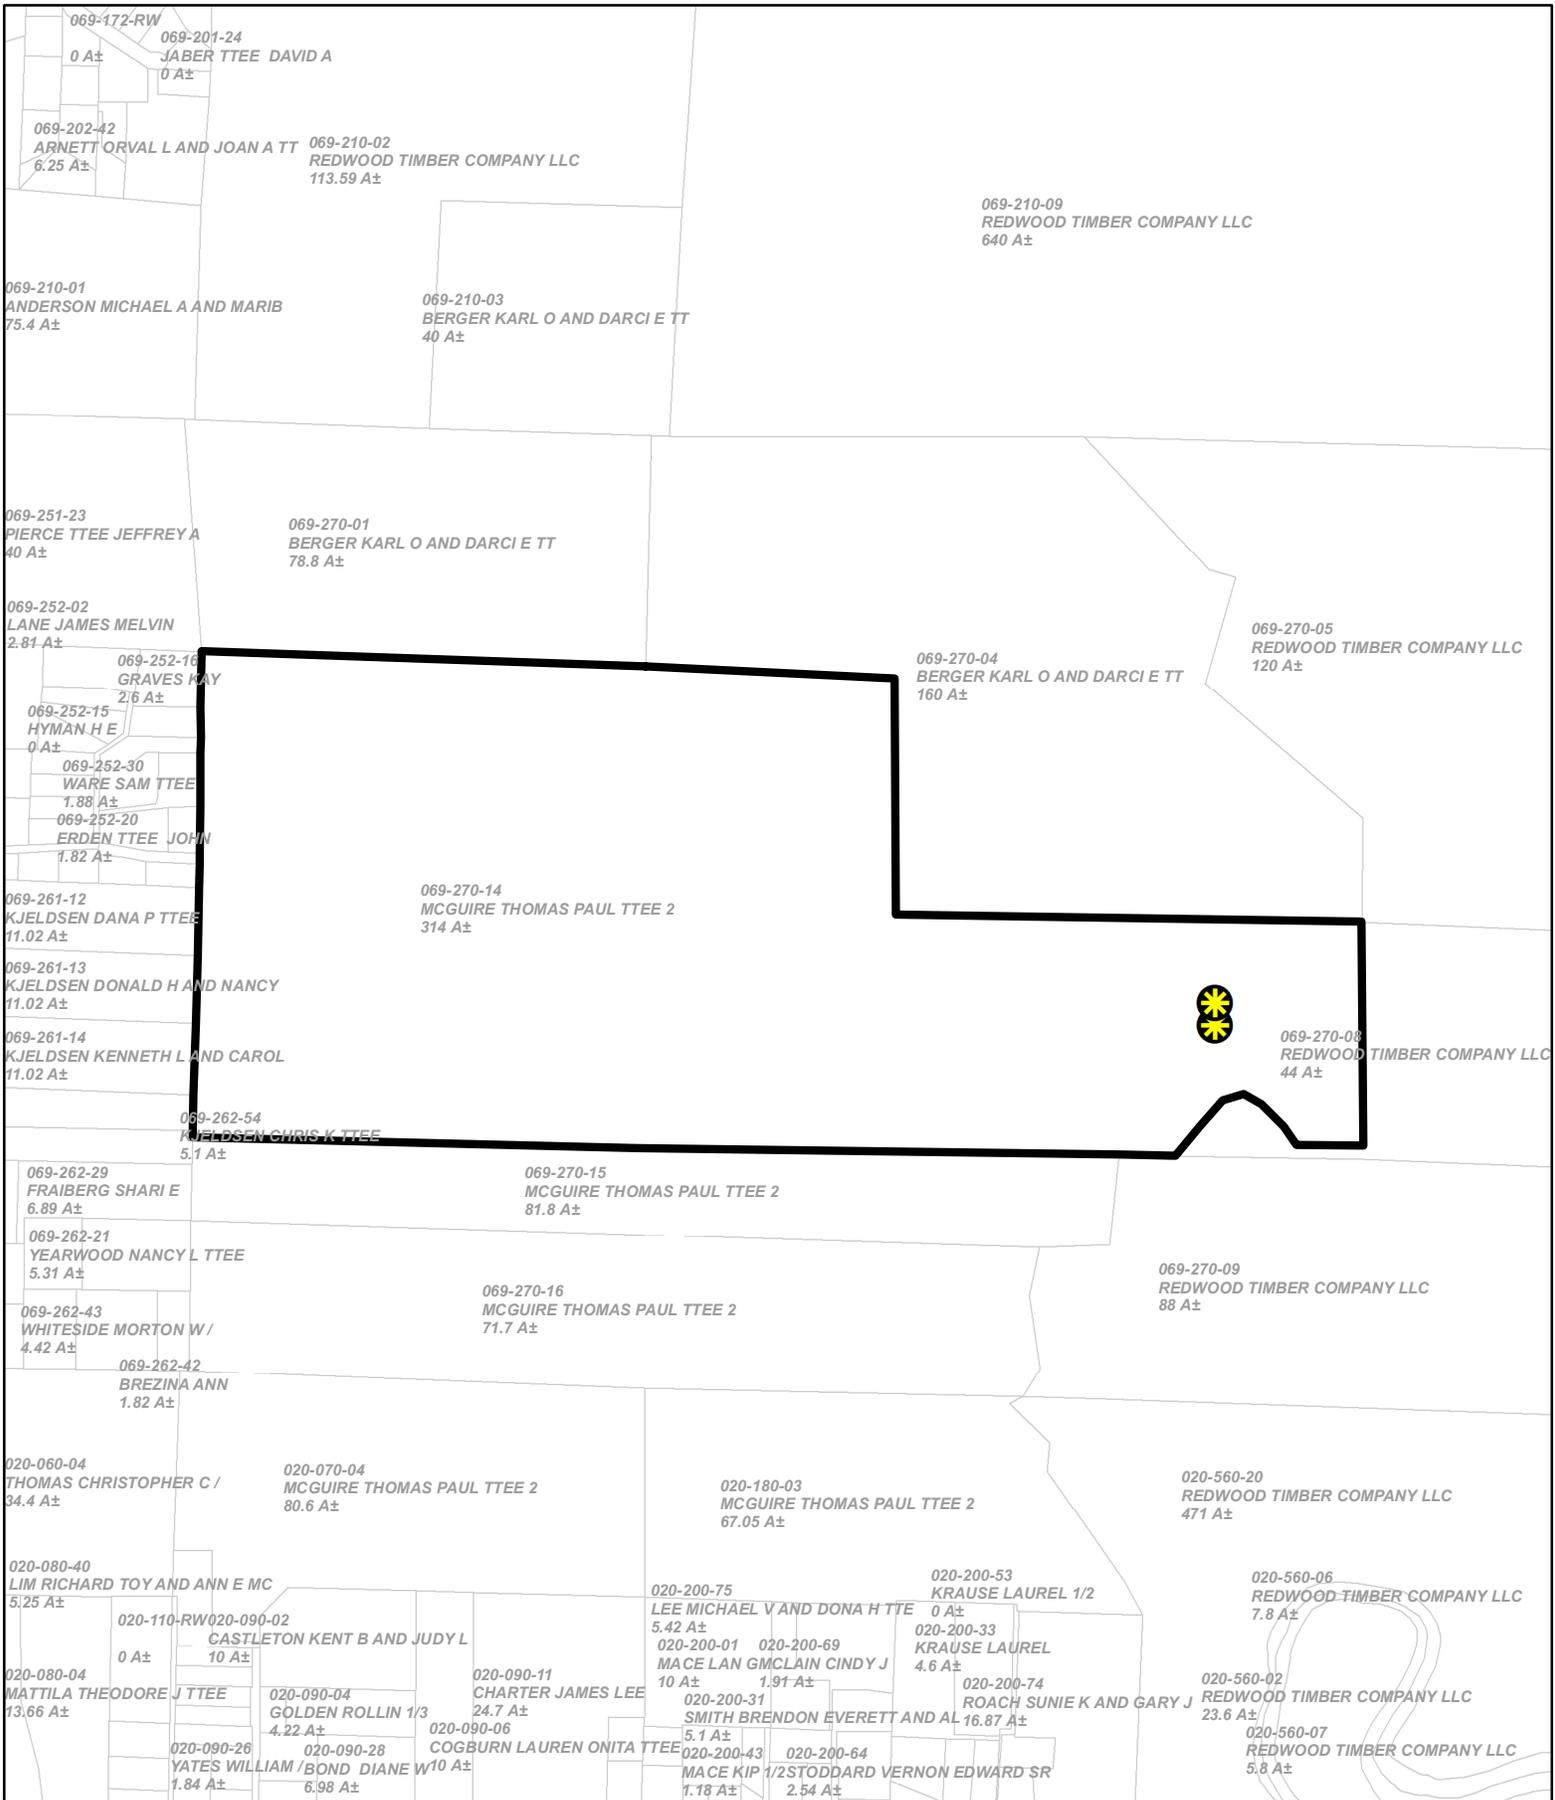 069-172-RW
0 A±
069-201-24
JABER TTEE  DAVID A
0 A±
069-202-42
ARNETT ORVAL L AND JOAN A TT
6.25 A±
069-210-02
REDWOOD TIMBER COMPANY LLC
113.59 A±
069-210-09
REDWOOD TIMBER COMPANY LLC
640 A±
069-210-01
ANDERSON MICHAEL A AND MARIB
75.4 A±
069-210-03
BERGER KARL O AND DARCI E TT
40 A±
069-251-23
PIERCE TTEE JEFFREY A
40 A±
069-270-01
BERGER KARL O AND DARCI E TT
78.8 A±
069-252-02
LANE JAMES MELVIN
2.81 A±
069-270-05
REDWOOD TIMBER COMPANY LLC
120 A±
069-252-16
GRAVES KAY
2.6 A±
069-270-04
BERGER KARL O AND DARCI E TT
160 A±
069-252-15
HYMAN H E
0 A±
069-252-30
WARE SAM TTEE
1.88 A±
069-252-20
ERDEN TTEE  JOHN
1.82 A±
069-270-14
MCGUIRE THOMAS PAUL TTEE 2
314 A±
069-261-12
KJELDSEN DANA P TTEE
11.02 A±
069-261-13
KJELDSEN DONALD H AND NANCY
11.02 A±
069-261-14
KJELDSEN KENNETH L AND CAROL
11.02 A±
069-270-08
REDWOOD TIMBER COMPANY LLC
44 A±
069-262-54
KJELDSEN CHRIS K TTEE
5.1 A±
069-262-29
FRAIBERG SHARI E
6.89 A±
069-270-15
MCGUIRE THOMAS PAUL TTEE 2
81.8 A±
069-262-21
YEARWOOD NANCY L TTEE
5.31 A±
069-270-09
REDWOOD TIMBER COMPANY LLC
88 A±
069-270-16
MCGUIRE THOMAS PAUL TTEE 2
71.7 A±
069-262-43
WHITESIDE MORTON W /
4.42 A±
069-262-42
BREZINA ANN
1.82 A±
020-060-04
THOMAS CHRISTOPHER C /
34.4 A±
020-070-04
MCGUIRE THOMAS PAUL TTEE 2
80.6 A±
020-180-03
MCGUIRE THOMAS PAUL TTEE 2
67.05 A±
020-560-20
REDWOOD TIMBER COMPANY LLC
471 A±
020-080-40
LIM RICHARD TOY AND ANN E MC
5.25 A±
020-200-53
KRAUSE LAUREL 1/2
0 A±
020-560-06
REDWOOD TIMBER COMPANY LLC
7.8 A±
020-200-75
LEE MICHAEL V AND DONA H TTE
5.42 A±
020-110-RW
0 A±
020-090-02
CASTLETON KENT B AND JUDY L
10 A±
020-200-33
KRAUSE LAUREL
4.6 A±
020-200-01
MACE LAN G
10 A±
020-200-69
MCLAIN CINDY J
1.91 A±
020-080-04
MATTILA THEODORE J TTEE
13.66 A±
020-090-11
CHARTER JAMES LEE
24.7 A±
020-200-74
ROACH SUNIE K AND GARY J
16.87 A±
020-560-02
REDWOOD TIMBER COMPANY LLC
23.6 A±
020-090-04
GOLDEN ROLLIN 1/3
4.22 A±
020-200-31
SMITH BRENDON EVERETT AND AL
5.1 A±
020-090-06
COGBURN LAUREN ONITA TTEE
10 A±
020-560-07
REDWOOD TIMBER COMPANY LLC
5.8 A±
020-090-26
YATES WILLIAM /
1.84 A±
020-090-28
BOND  DIANE W
6.98 A±
020-200-43
MACE KIP 1/2
1.18 A±
020-200-64
STODDARD VERNON EDWARD SR
2.54 A±